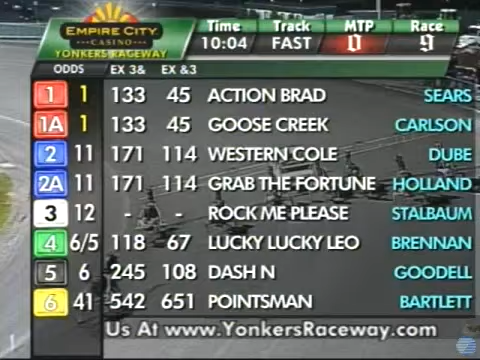 EMPIRE CITY
CASINO
YONKERS RACEWAY
Time Track MTP Race
10:04 FAST 0 9
ODDS EX 3& EX &3
1 1 133 45 ACTION BRAD SEARS
1A 1 133 45 GOOSE CREEK CARLSON
2 11 171 114 WESTERN COLE DUBE
2A 11 171 114 GRAB THE FORTUNE HOLLAND
3 12 - - ROCK ME PLEASE STALBAUM
4 6/5 118 67 LUCKY LUCKY LEO BRENNAN
5 6 245 108 DASH N GOODELL
6 41 542 651 POINTSMAN BARTLETT
Us At www.YonkersRaceway.com